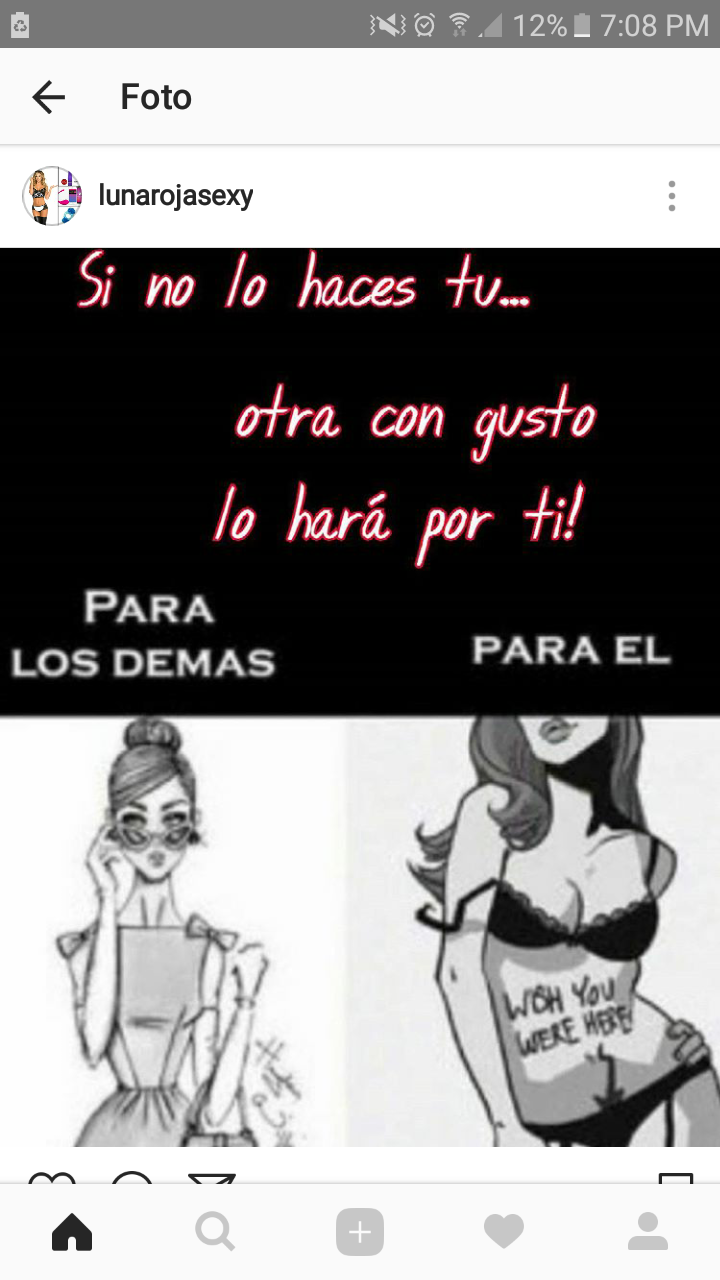 12% 7:08 PM
Foto
lunarojasexy
Si no lo haces tu...
otra con gusto
lo hará por ti!
PARA
LOS DEMAS
PARA EL
WISH YOU
WERE HERE